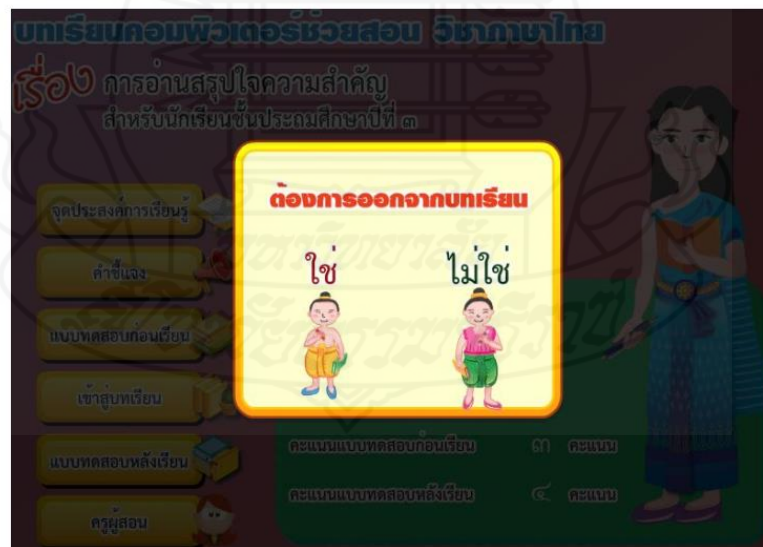 บทเรียนคอมพิวเตอร์ช่วยสอน วิชาภาษาไทย
เรื่อง การอ่านสรุปใจความสำคัญ
สำหรับนักเรียนชั้นประถมศึกษาปีที่ ๓
ต้องการออกจากบทเรียน
ใช่ ไม่ใช่
จุดประสงค์การเรียนรู้
คำชี้แจง
แบบทดสอบก่อนเรียน
เข้าสู่บทเรียน
แบบทดสอบหลังเรียน
ครูผู้สอน
คะแนนแบบทดสอบก่อนเรียน ๓ คะแนน
คะแนนแบบทดสอบหลังเรียน ๔ คะแนน